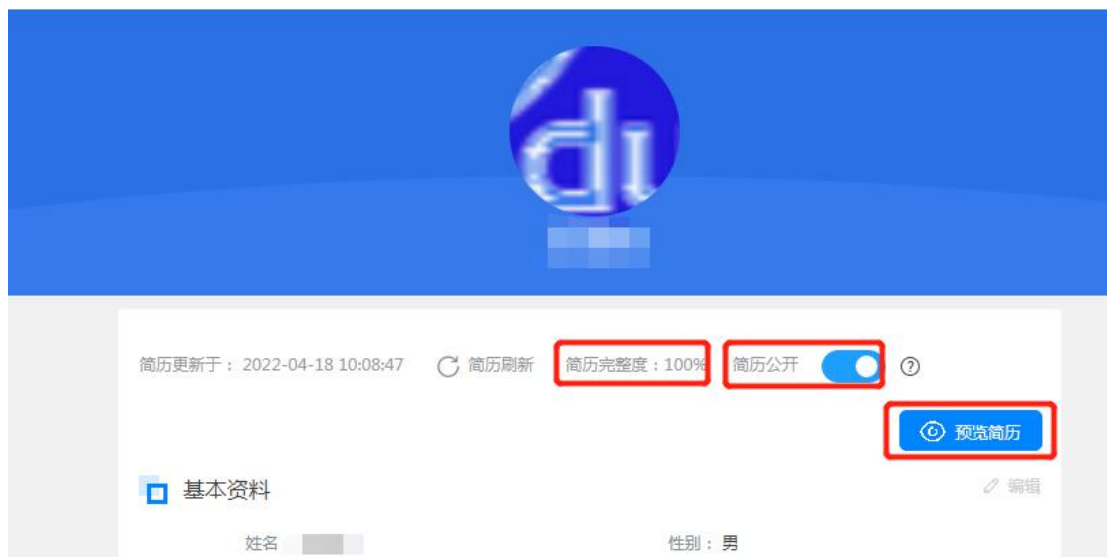 du
简历更新于： 2022-04-18 10:08:47 简历刷新 简历完整度：100% 简历公开
预览简历
基本资料 编辑
姓名 性别：男